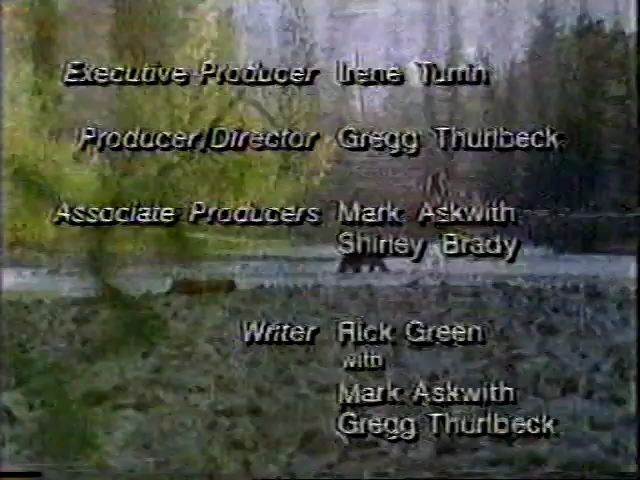 Executive Producer Irene Turrin
Producer/Director Gregg Thurlbeck
Associate Producers Mark Askwith
Shirley Brady
Writer Rick Green
with
Mark Askwith
Gregg Thurlbeck